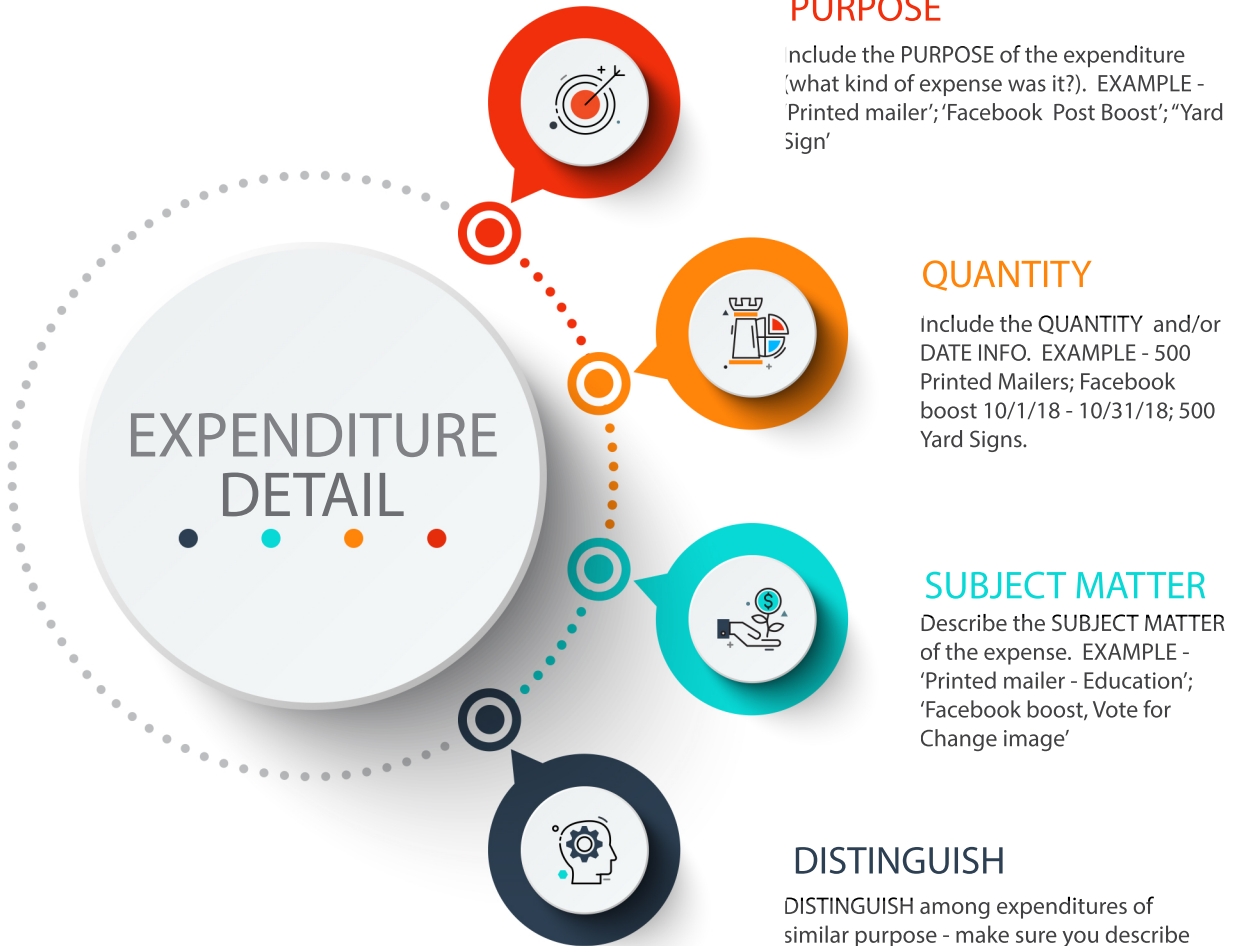 PURPOSE
Include the PURPOSE of the expenditure
(what kind of expense was it?). EXAMPLE -
'Printed mailer'; 'Facebook Post Boost'; "Yard
Sign'
QUANTITY
Include the QUANTITY and/or
DATE INFO. EXAMPLE - 500
Printed Mailers; Facebook
boost 10/1/18 - 10/31/18; 500
Yard Signs.
EXPENDITURE
DETAIL
SUBJECT MATTER
Describe the SUBJECT MATTER
of the expense. EXAMPLE -
‘Printed mailer - Education’;
‘Facebook boost, Vote for
Change image’
DISTINGUISH
DISTINGUISH among expenditures of
similar purpose - make sure you describe